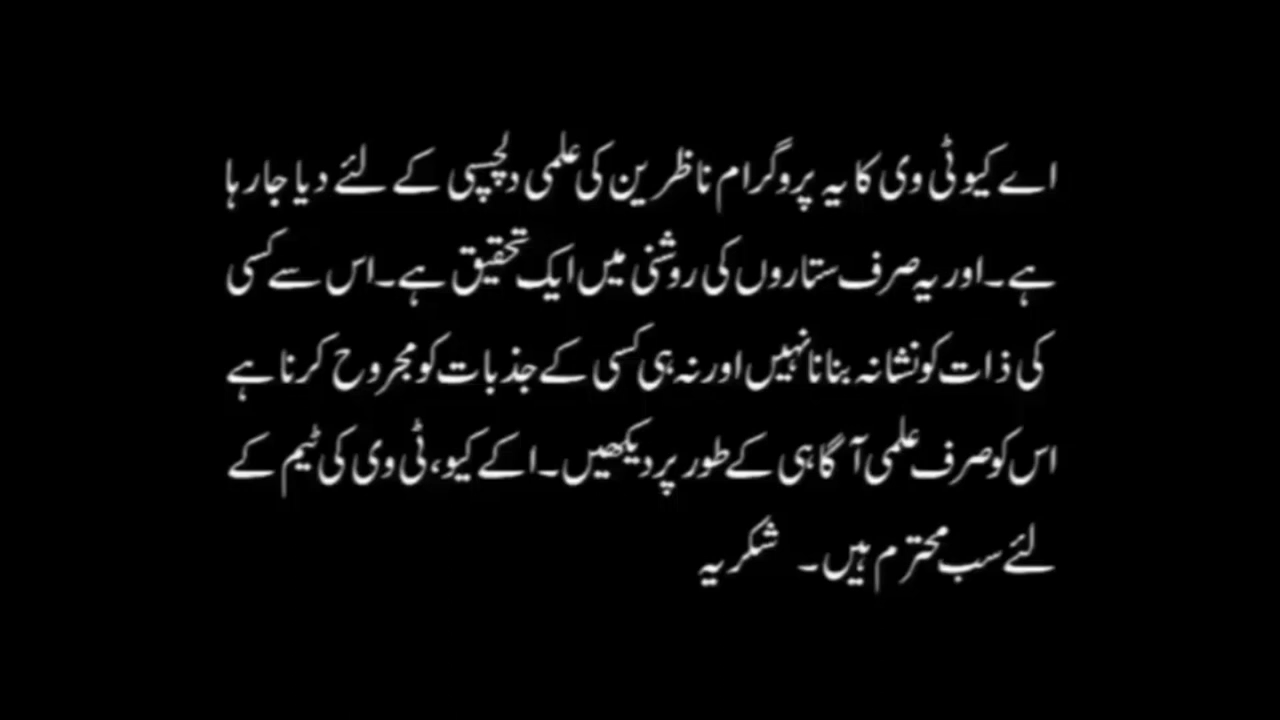 اے کیو ٹی وی کا یہ پروگرام ناظرین کی علمی دلچسپی کے لئے دیا جارہا
ہے۔ اور یہ صرف ستاروں کی روشنی میں ایک تحقیق ہے۔ اس سے کسی
کی ذات کو نشانہ بنانا نہیں اور نہ ہی کسی کے جذبات کو مجروح کرنا ہے
اس کو صرف علمی آگاہی کے طور پر دیکھیں۔ اکے کیو، ٹی وی کی ٹیم کے
لئے سب محترم ہیں۔ شکریہ